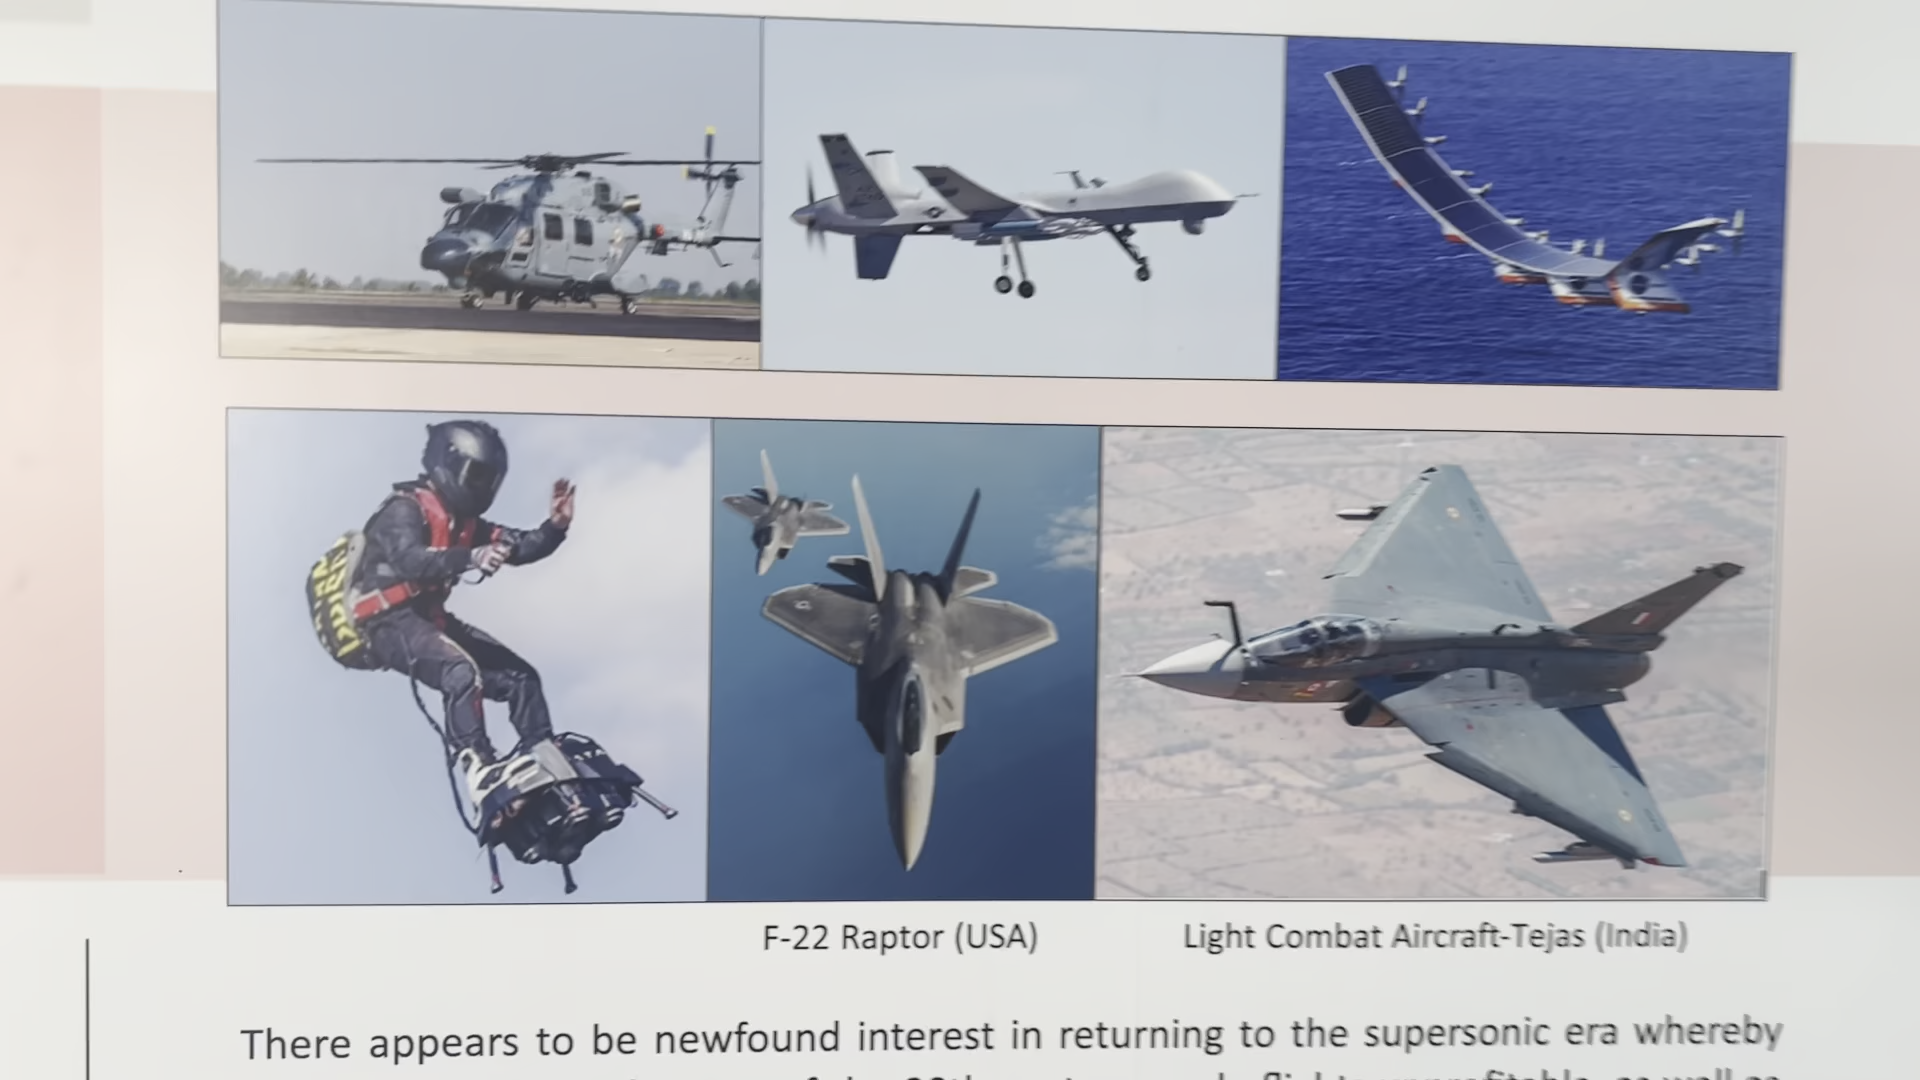 F-22 Raptor (USA)
Light Combat Aircraft-Tejas (India)
There appears to be newfound interest in returning to the supersonic era whereby